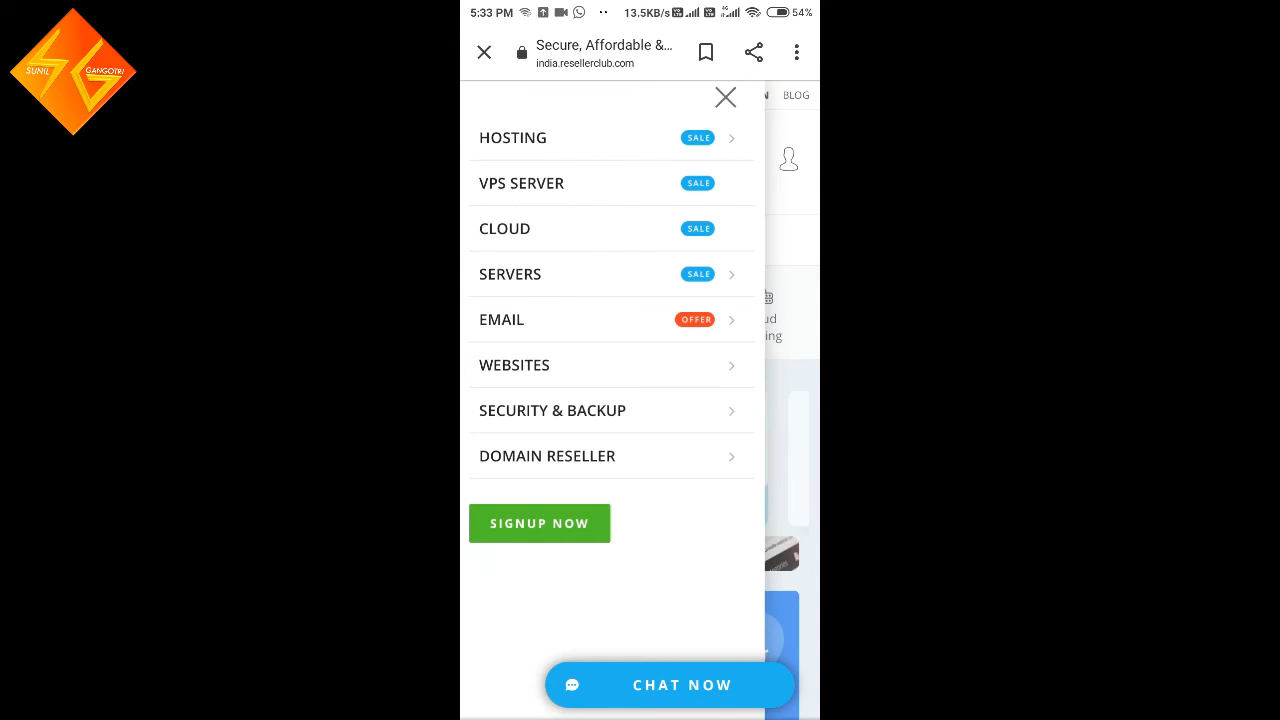 SUNIL
GANGOTRI
5:33 PM 13.5KB/s 54%
Secure, Affordable &...
india.resellerclub.com
BLOG
HOSTING SALE
VPS SERVER SALE
CLOUD SALE
SERVERS SALE
EMAIL OFFER
WEBSITES
SECURITY & BACKUP
DOMAIN RESELLER
SIGNUP NOW
CHAT NOW